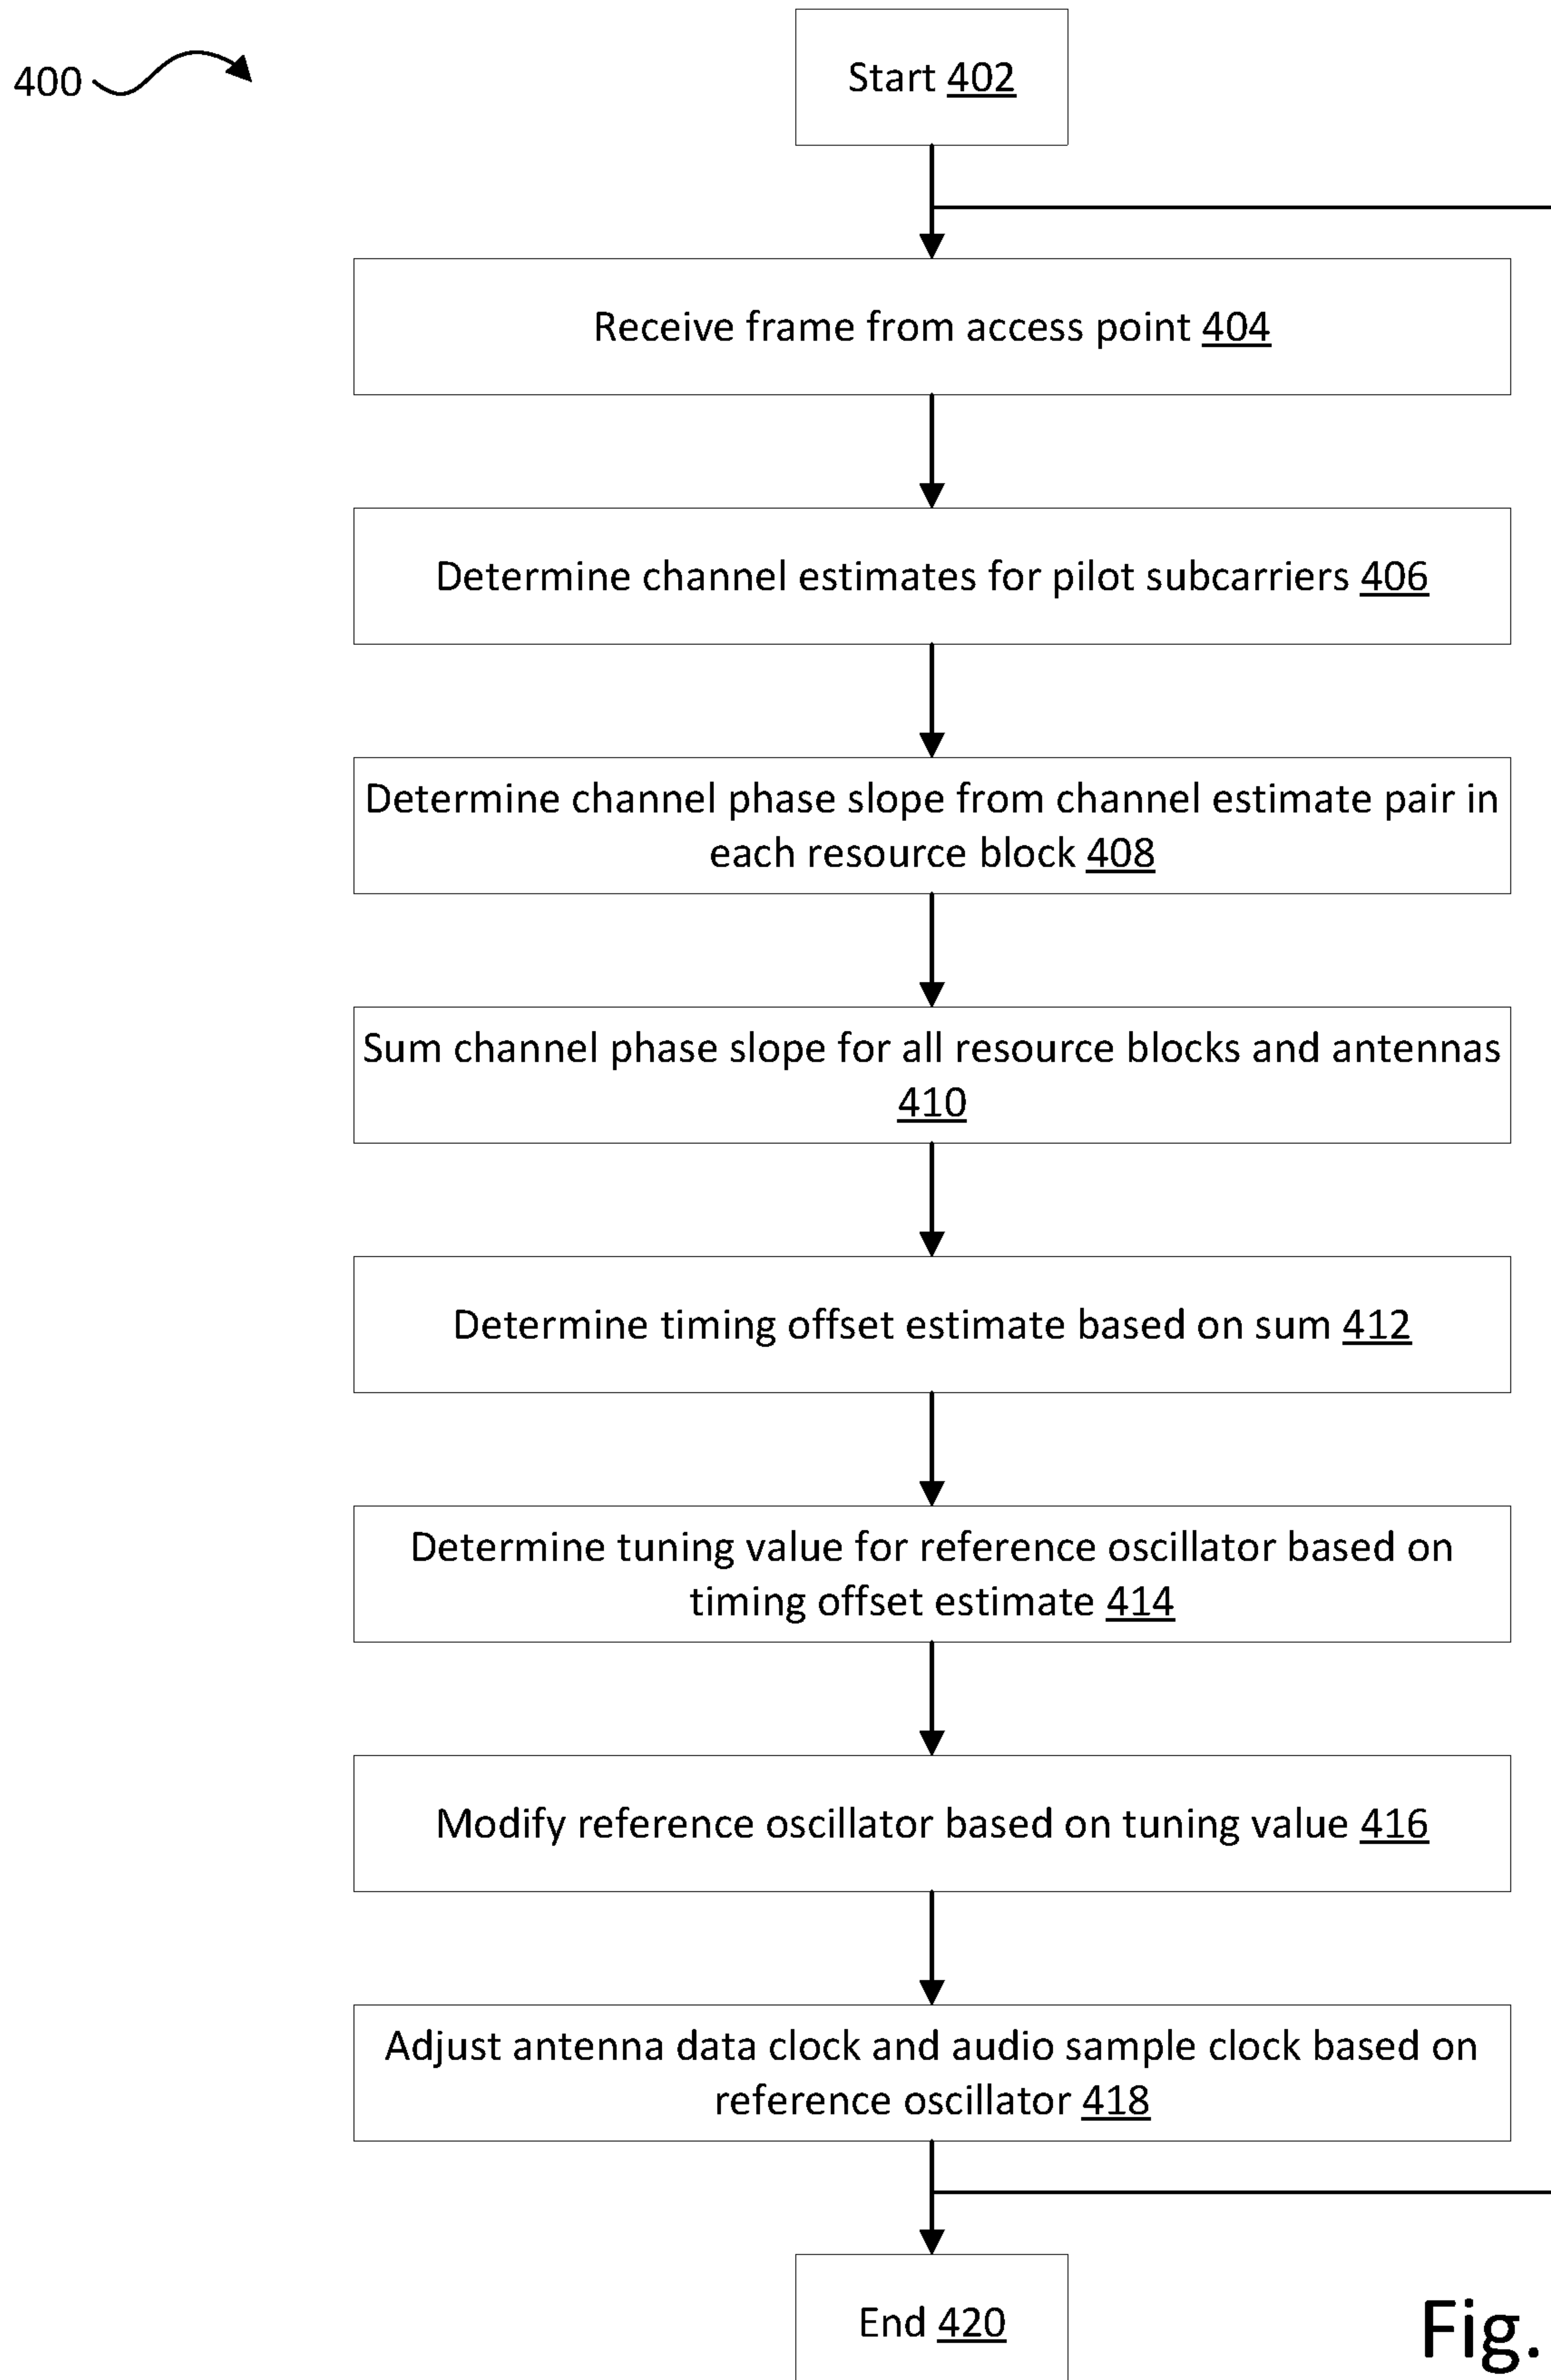 400
Start 402
Receive frame from access point 404
Determine channel estimates for pilot subcarriers 406
Determine channel phase slope from channel estimate pair in
each resource block 408
Sum channel phase slope for all resource blocks and antennas
410
Determine timing offset estimate based on sum 412
Determine tuning value for reference oscillator based on
timing offset estimate 414
Modify reference oscillator based on tuning value 416
Adjust antenna data clock and audio sample clock based on
reference oscillator 418
End 420
Fig.